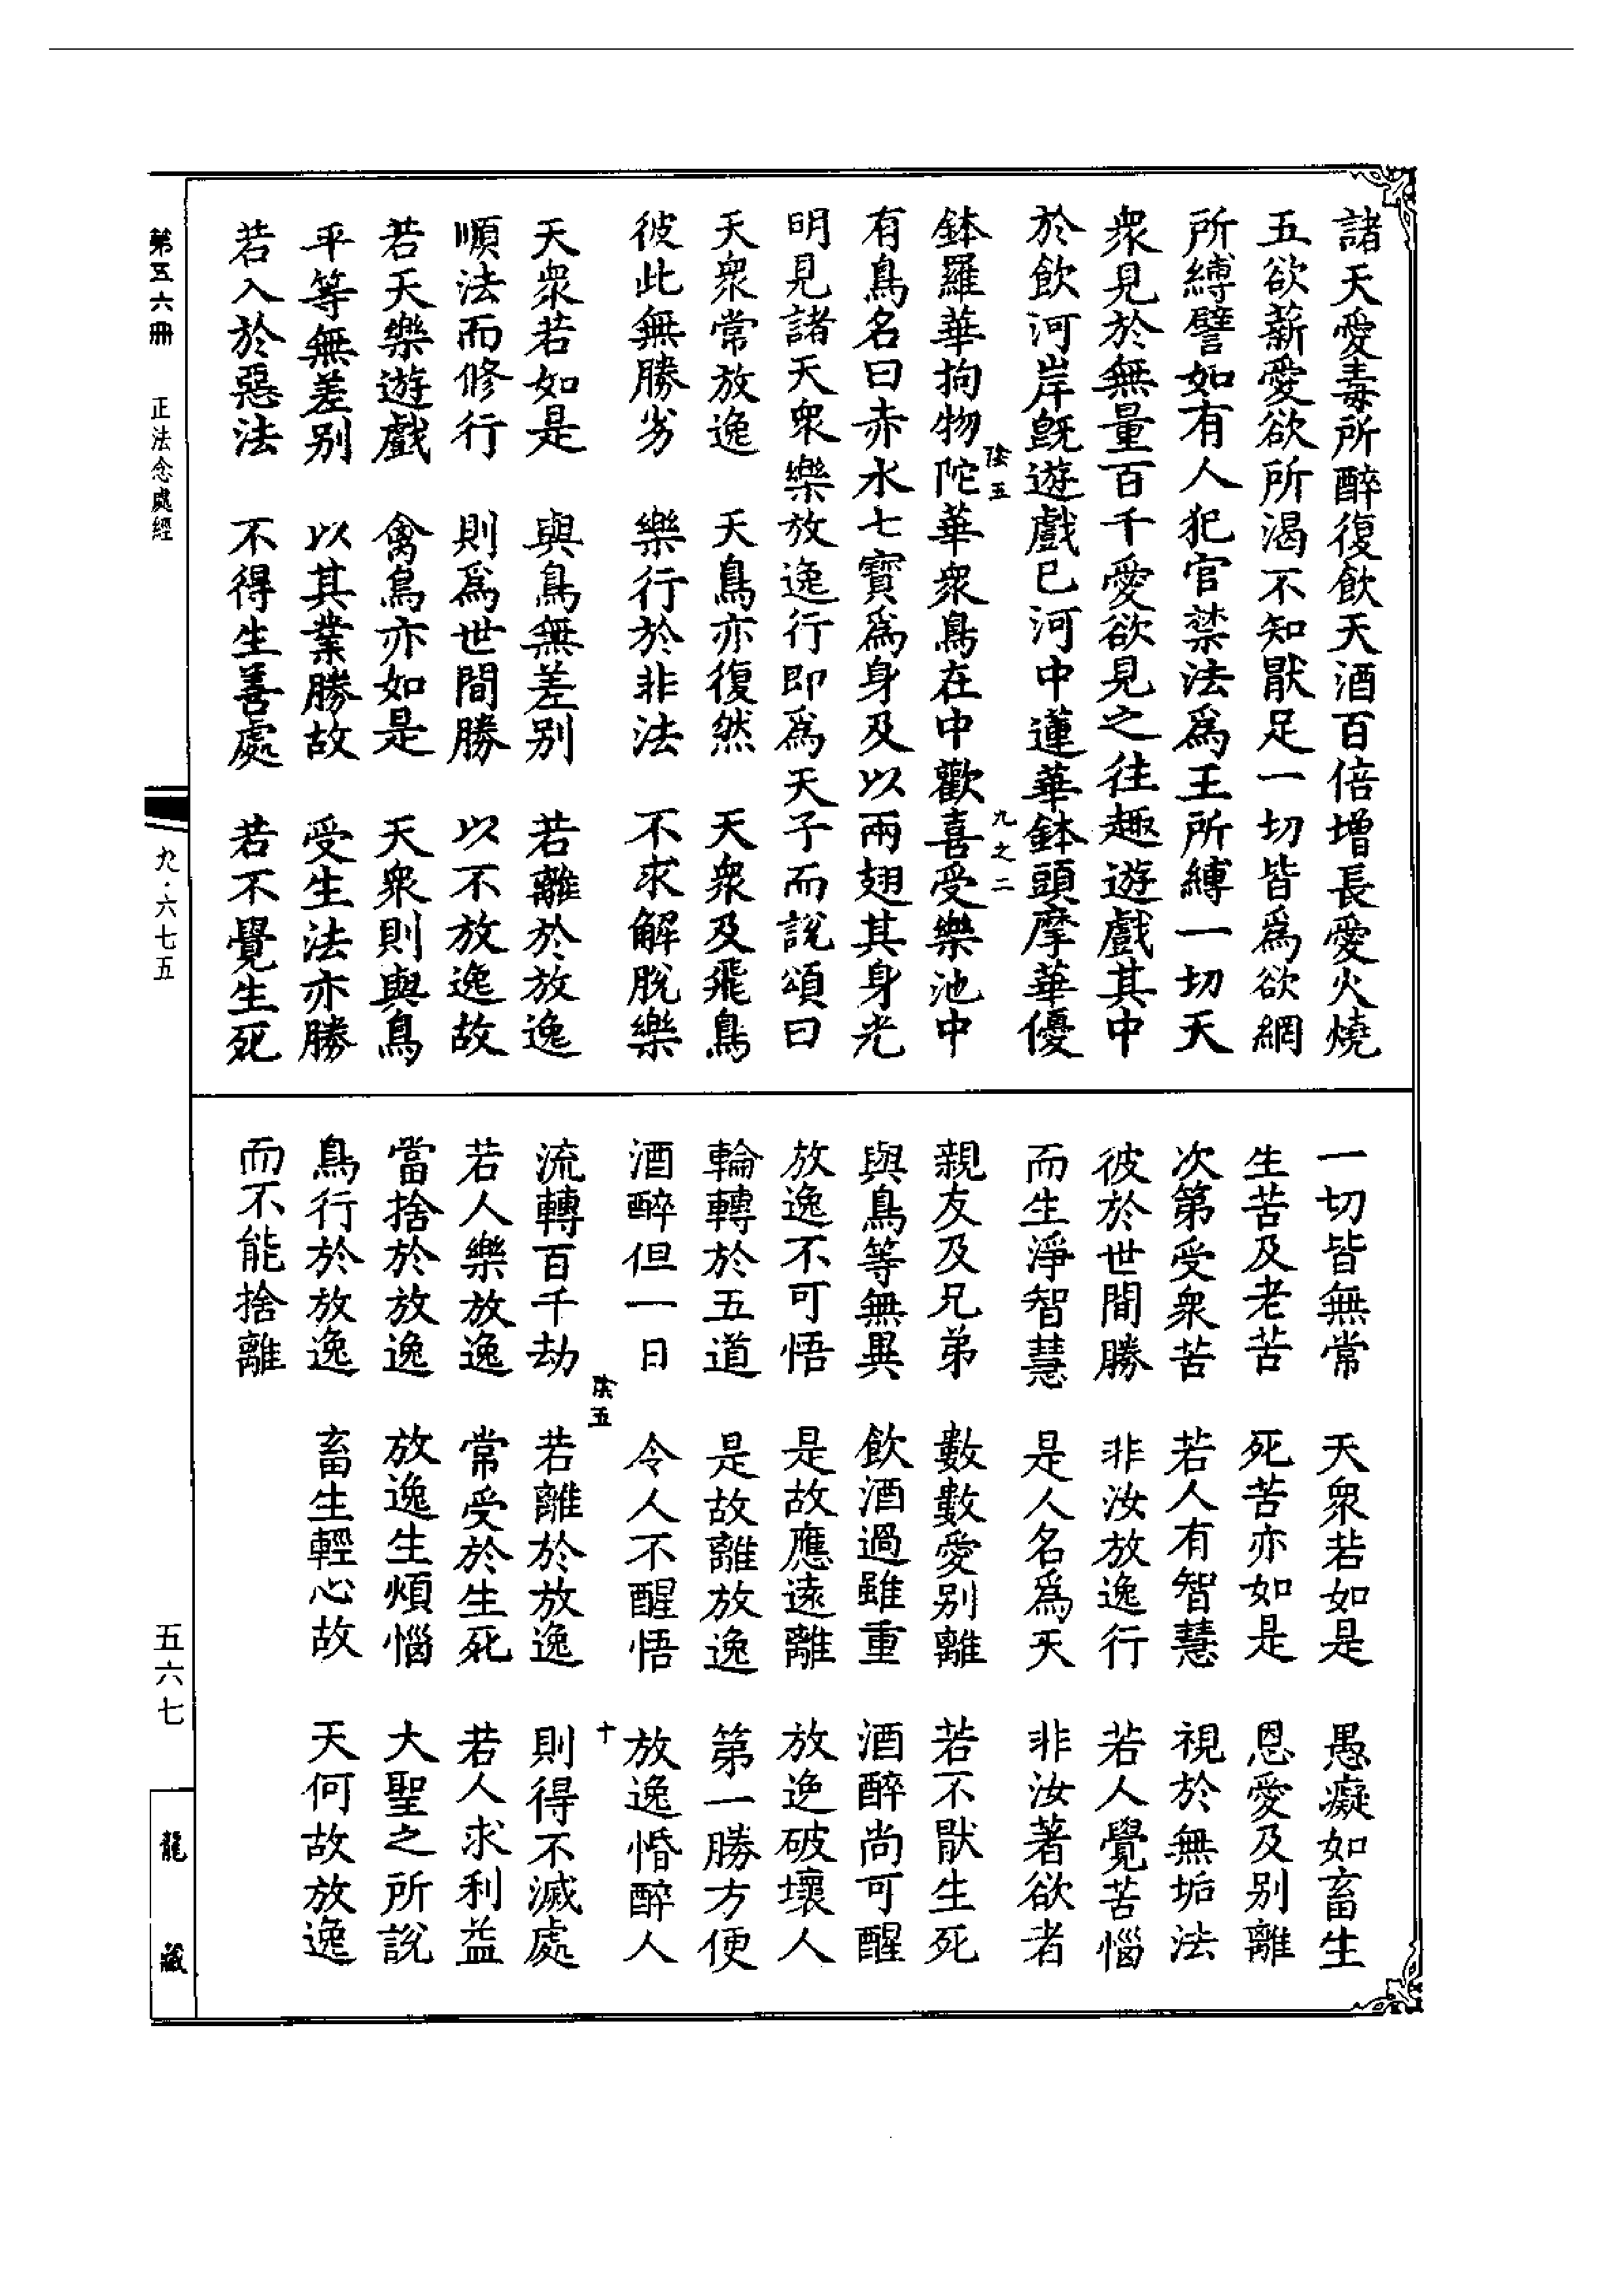 諸天愛毒所醉復飲天酒百倍增長愛火燒
五欲薪愛欲所渴不知猒足一切皆爲欲網
所縛譬如有人犯官禁法爲王所縛一切天
衆見於無量百千愛欲見之往趣遊戲其中
於飲河岸旣遊戲已河中蓮華鉢頭摩華優
陰五 九之二
鉢羅華拘物陀華衆鳥在中歡喜受樂池中
有鳥名曰赤水七寶爲身及以兩翅其身光
明見諸天衆樂放逸行即爲天子而說頌曰
天衆常放逸 天鳥亦復然 天衆及飛鳥
彼此無勝劣 樂行於非法 不求解脫樂
天衆若如是 與鳥無差别 若離於放逸
順法而修行 則爲世間勝 以不放逸故
若天樂遊戲 禽鳥亦如是 天衆則與鳥
平等無差别 以其業勝故 受生法亦勝
若入於惡法 不得生善處 若不覺生死
一切皆無常 天衆若如是 愚癡如畜生
生苦及老苦 死苦亦如是 恩愛及别離
次第受衆苦 若人有智慧 視於無垢法
彼於世間勝 非汝放逸行 若人覺苦惱
而生淨智慧 是人名爲天 非汝著欲者
親友及兄弟 數數愛别離 若不猒生死
與鳥等無異 飲酒過雖重 酒醉尚可醒
放逸不可悟 是故應遠離 放逸破壞人
輪轉於五道 是故離放逸 第一勝方便
酒醉但一日 令人不醒悟 放逸惛醉人
陰五 十
流轉百千劫 若離於放逸 則得不滅處
若人樂放逸 常受於生死 若人求利益
當捨於放逸 放逸生煩惱 大聖之所說
鳥行於放逸 畜生輕心故 天何故放逸
而不能捨離
第五六冊 正法念處經 九·六七五 五六七 龍藏